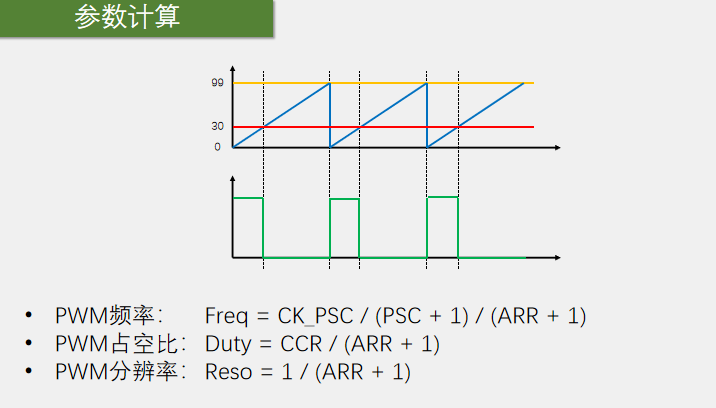 参数计算
99
30
0
• PWM频率： Freq = CK_PSC / (PSC + 1) / (ARR + 1)
• PWM占空比： Duty = CCR / (ARR + 1)
• PWM分辨率： Reso = 1 / (ARR + 1)